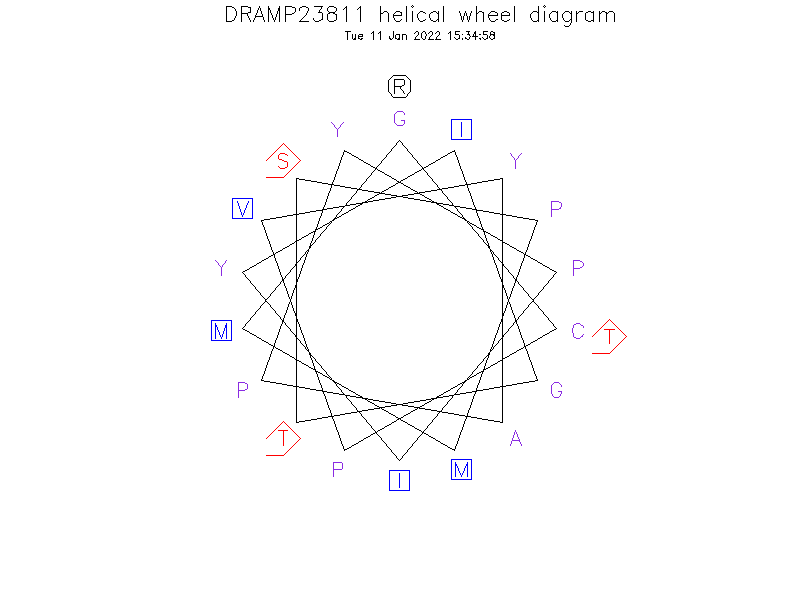 DRAMP23811 helical wheel diagram
Tue 11 Jan 2022 15:34:58
R
Y G I
S Y
V P
Y P
M C T
P G
T A
P I M